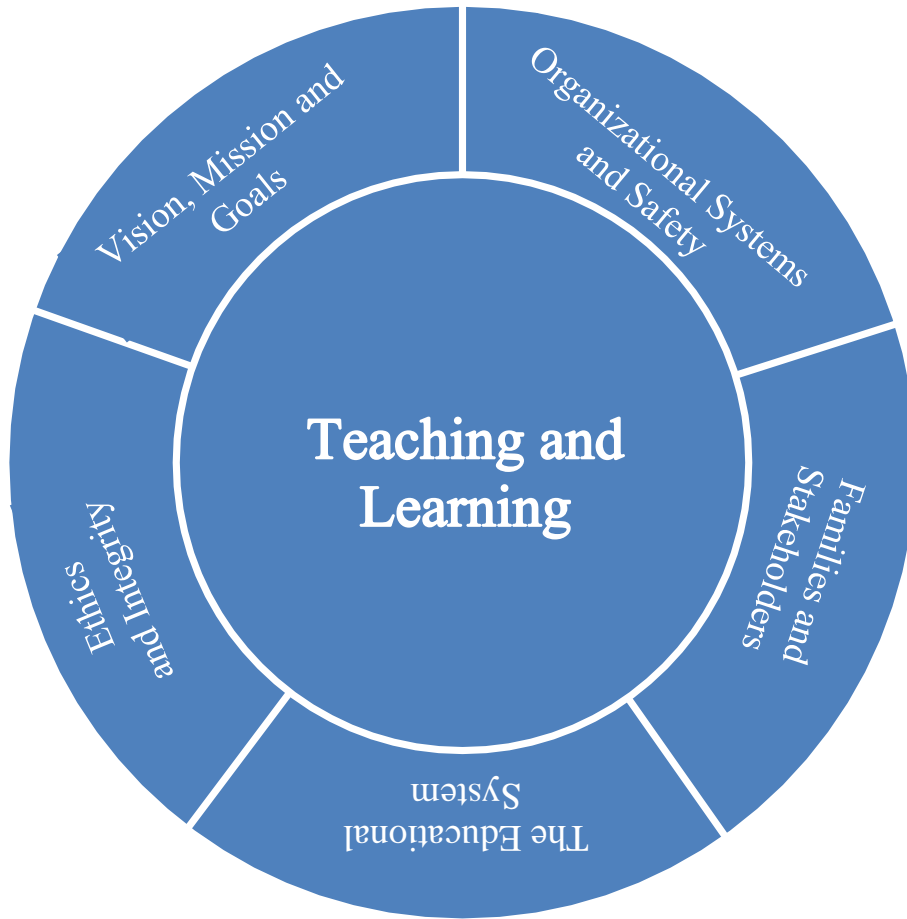 Vision, Mission and
Goals
Organizational Systems
and Safety
Families and
Stakeholders
The Educational
System
Ethics
and Integrity
Teaching and
Learning